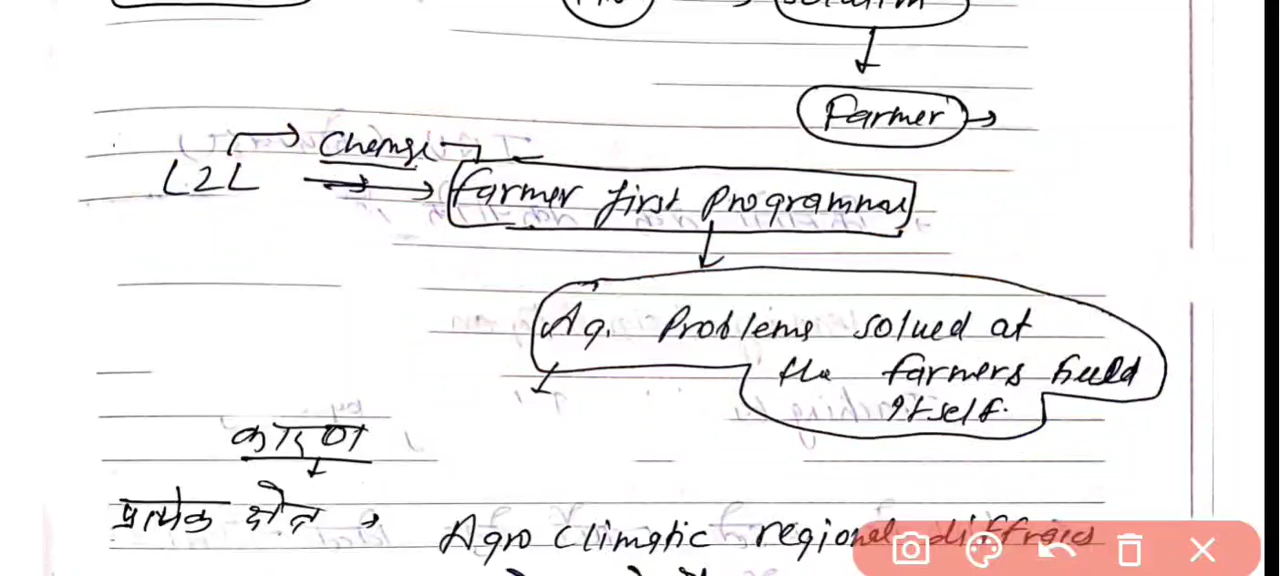 Farmer →
→ Change
L2L → Farmer first programme
Ag. Problems solved at
the farmers field
itself.
कारण
प्रत्येक क्षेत्र → Agro climatic regional diffrers